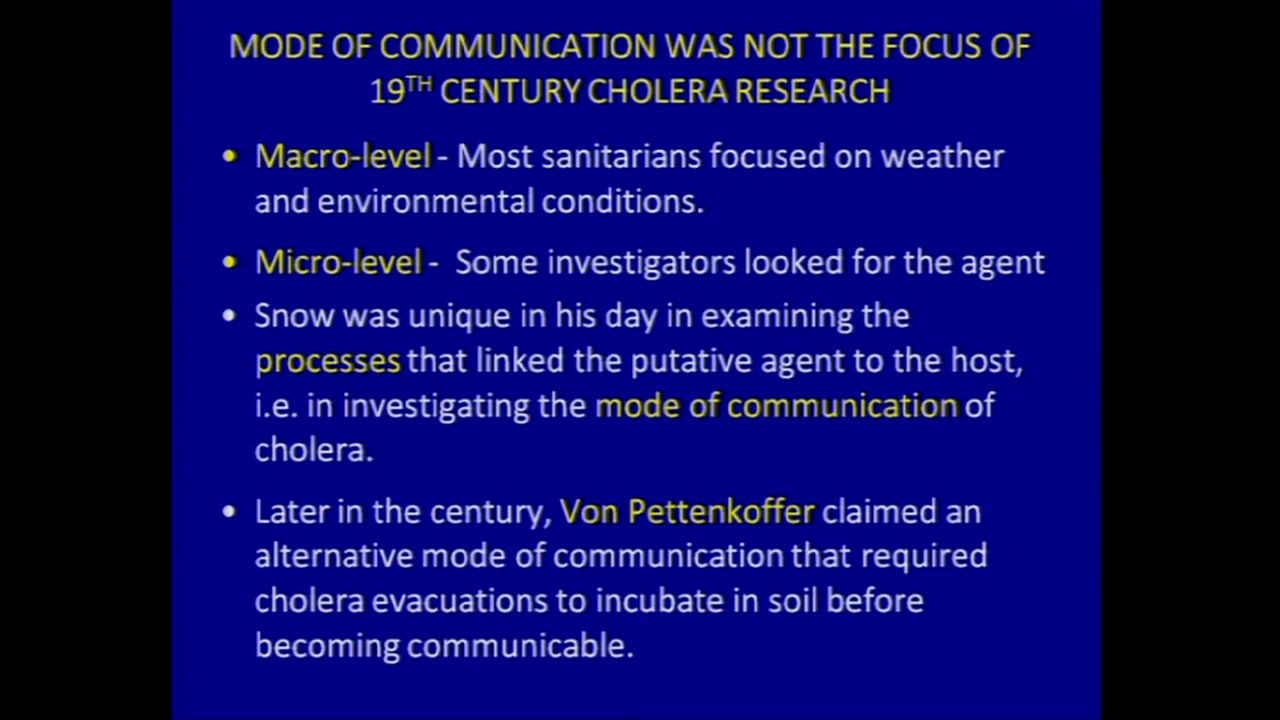 MODE OF COMMUNICATION WAS NOT THE FOCUS OF
19TH CENTURY CHOLERA RESEARCH
• Macro-level - Most sanitarians focused on weather
and environmental conditions.
• Micro-level - Some investigators looked for the agent
• Snow was unique in his day in examining the
processes that linked the putative agent to the host,
i.e. in investigating the mode of communication of
cholera.
• Later in the century, Von Pettenkoffer claimed an
alternative mode of communication that required
cholera evacuations to incubate in soil before
becoming communicable.